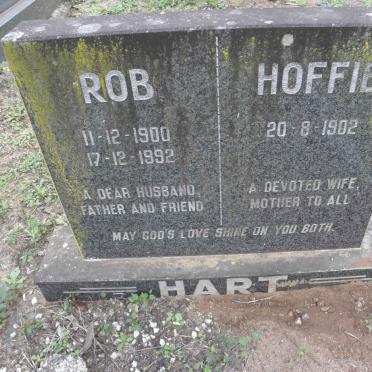 ROB
11-12-1900
17-12-1992
A DEAR HUSBAND,
FATHER AND FRIEND
HOFFIE
20-8-1902
A DEVOTED WIFE,
MOTHER TO ALL
MAY GOD'S LOVE SHINE ON YOU BOTH.
HART